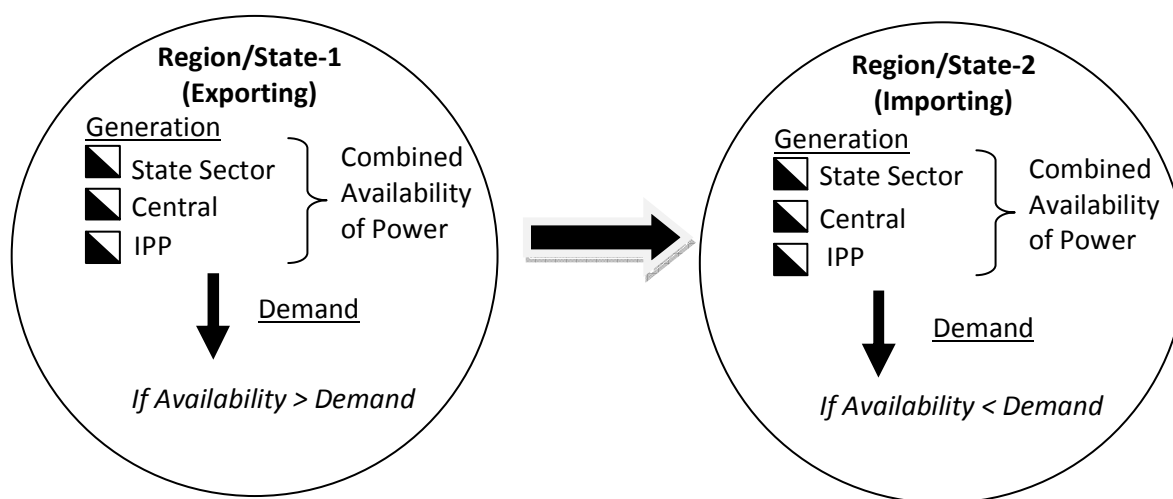 Region/State-1
(Exporting)
Generation
State Sector
Central
IPP
Combined
Availability
of Power
Demand
If Availability > Demand
Region/State-2
(Importing)
Generation
State Sector
Central
IPP
Combined
Availability
of Power
Demand
If Availability < Demand